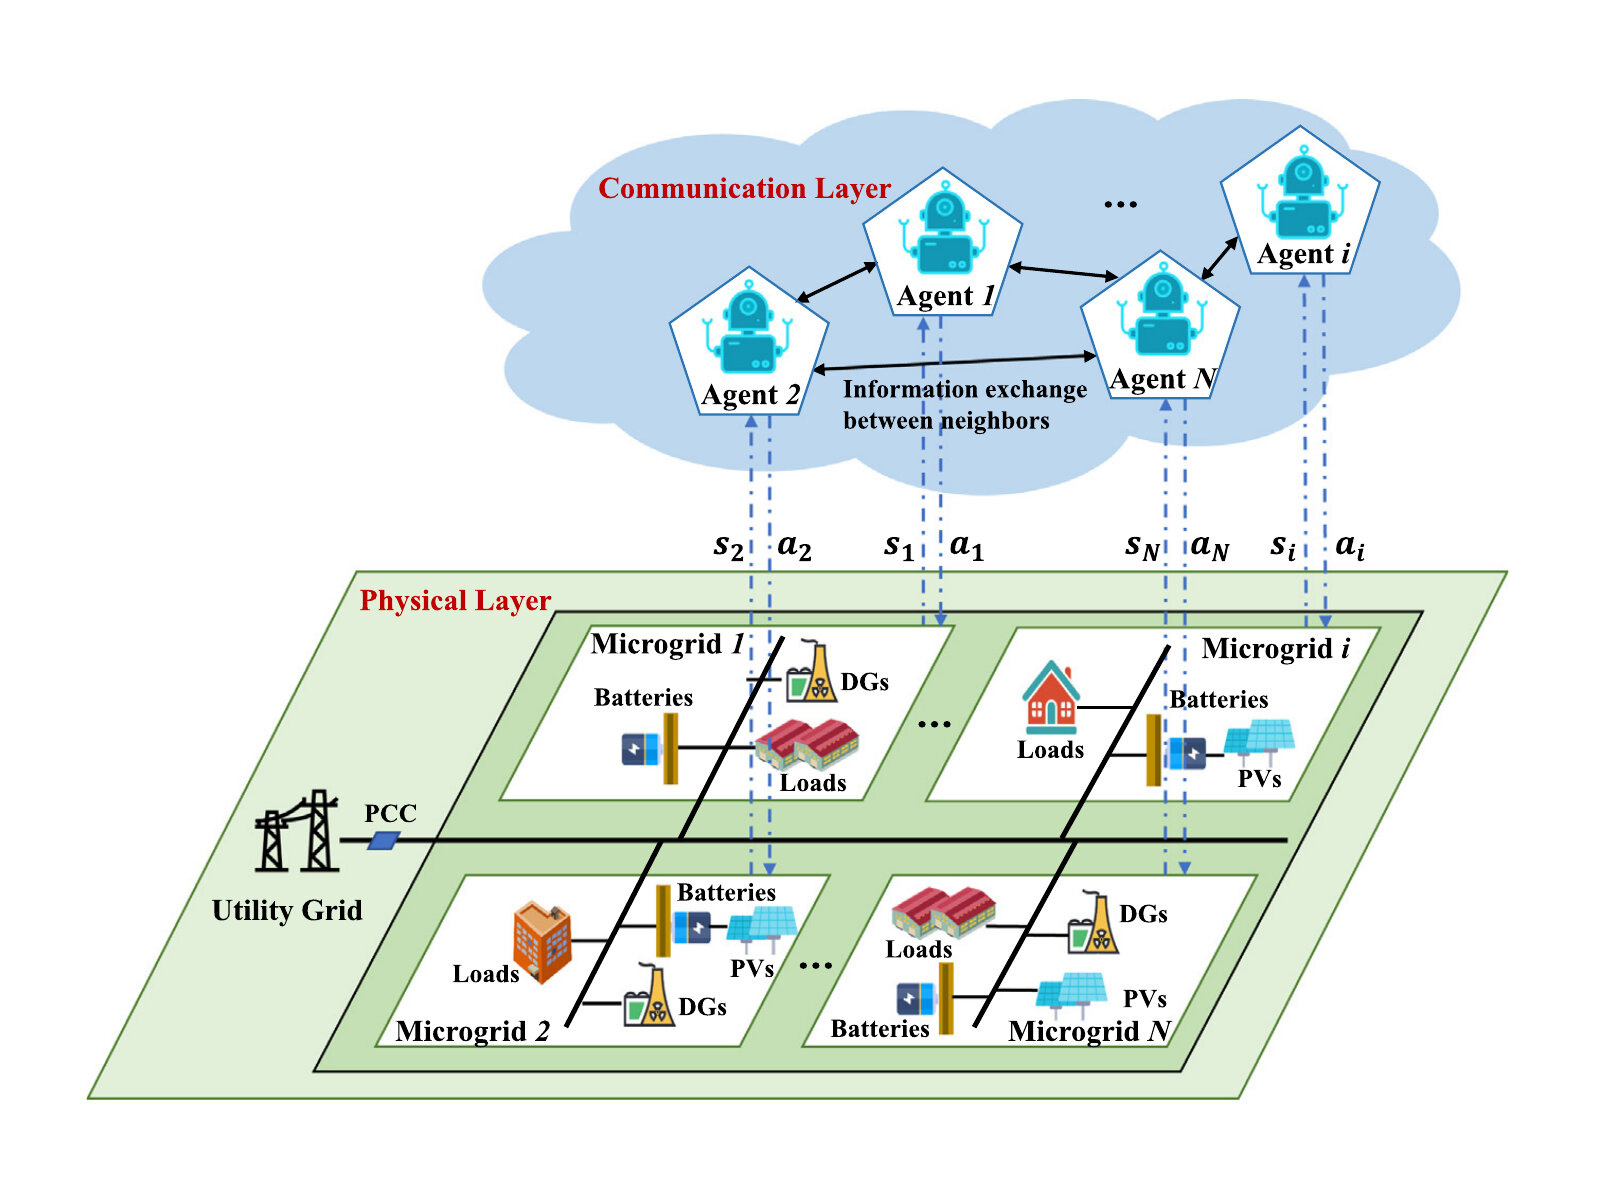 Communication Layer
...
Agent i
Agent 1
Agent N
Agent 2
Information exchange
between neighbors
s2 a2 s1 a1 sN aN si ai
Physical Layer
Microgrid 1
DGs
Batteries
Loads
...
Microgrid i
Batteries
Loads
PVs
PCC
Utility Grid
Batteries
Loads
PVs
DGs
Microgrid 2
...
DGs
Loads
PVs
Batteries
Microgrid N